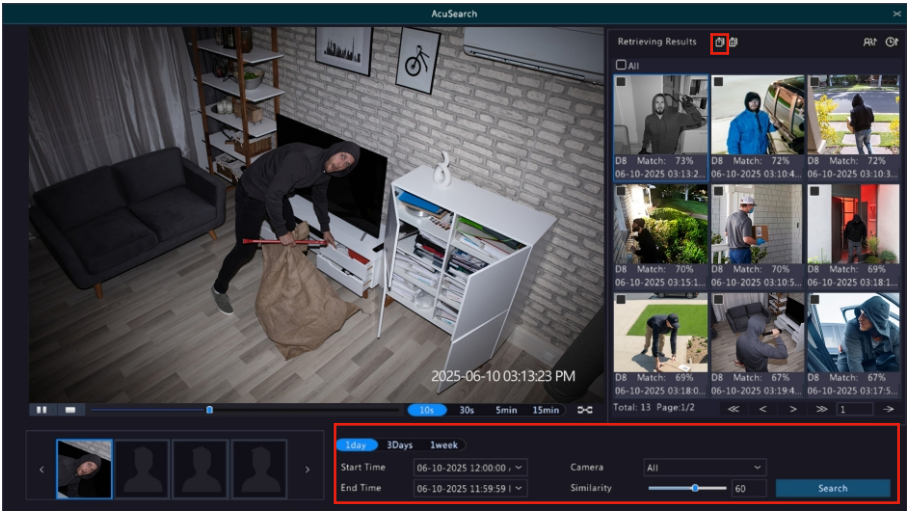 AcuSearch
Retrieving Results
All
D8 Match: 73%
06-10-2025 03:13:2...
D8 Match: 72%
06-10-2025 03:10:4...
D8 Match: 72%
06-10-2025 03:10:3...
D8 Match: 70%
06-10-2025 03:15:1...
D8 Match: 70%
06-10-2025 03:10:5...
D8 Match: 69%
06-10-2025 03:18:1...
D8 Match: 69%
06-10-2025 03:18:0...
D8 Match: 67%
06-10-2025 03:19:4...
D8 Match: 67%
06-10-2025 03:17:5...
2025-06-10 03:13:23 PM
10s 30s 5min 15min
Total: 13 Page:1/2 ≪ < > ≫ 1
1day 3Days 1week
Start Time 06-10-2025 12:00:00 Camera All
End Time 06-10-2025 11:59:59 Similarity 60 Search